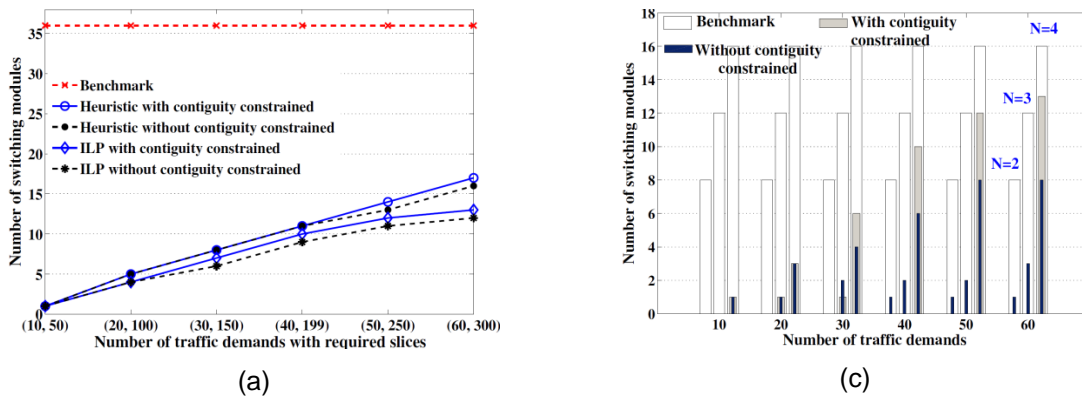 35
30
25
20
15
10
5
0
Number of switching modules
Benchmark
Heuristic with contiguity constrained
Heuristic without contiguity constrained
ILP with contiguity constrained
ILP without contiguity constrained
(10, 50) (20, 100) (30, 150) (40, 199) (50, 250) (60, 300)
Number of traffic demands with required slices
(a)
18
16
14
12
10
8
6
4
2
0
Number of switching modules
Benchmark
With contiguity
constrained
Without contiguity
constrained
N=4
N=3
N=2
10 20 30 40 50 60
Number of traffic demands
(c)